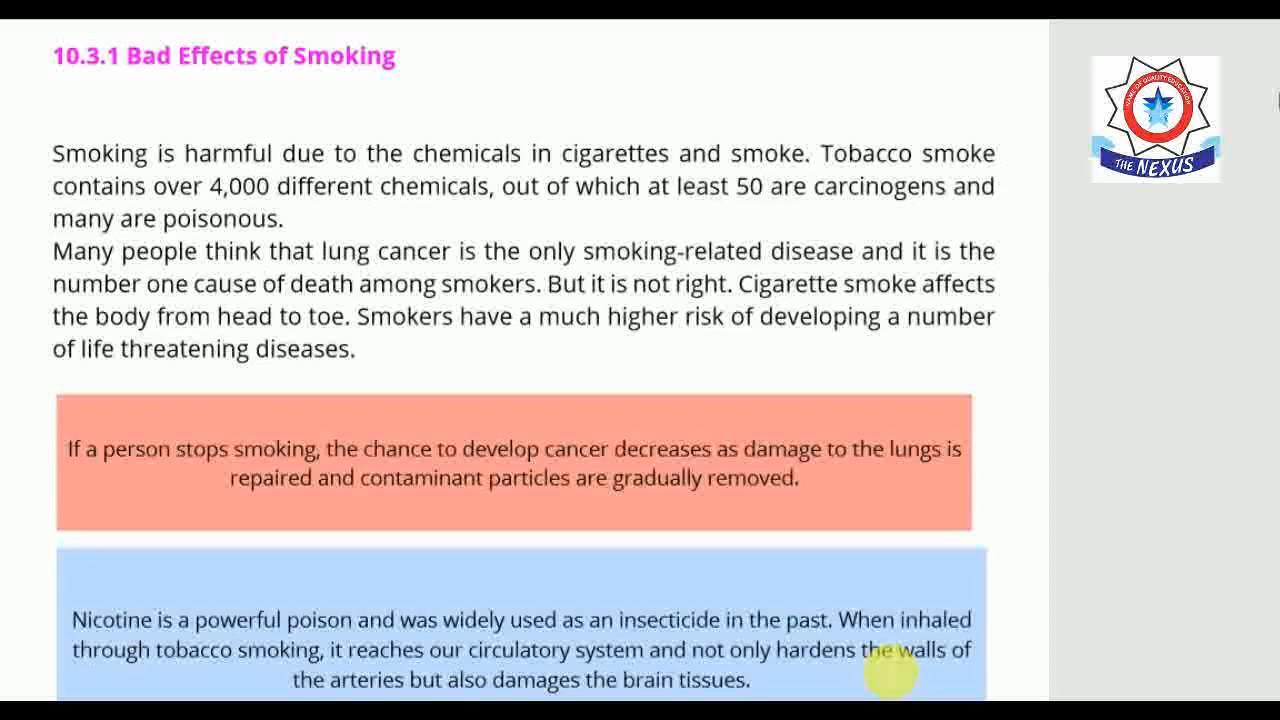 10.3.1 Bad Effects of Smoking
Smoking is harmful due to the chemicals in cigarettes and smoke. Tobacco smoke
contains over 4,000 different chemicals, out of which at least 50 are carcinogens and
many are poisonous.
Many people think that lung cancer is the only smoking-related disease and it is the
number one cause of death among smokers. But it is not right. Cigarette smoke affects
the body from head to toe. Smokers have a much higher risk of developing a number
of life threatening diseases.
If a person stops smoking, the chance to develop cancer decreases as damage to the lungs is
repaired and contaminant particles are gradually removed.
Nicotine is a powerful poison and was widely used as an insecticide in the past. When inhaled
through tobacco smoking, it reaches our circulatory system and not only hardens the walls of
the arteries but also damages the brain tissues.
NAME OF QUALITY EDUCATION
THE NEXUS